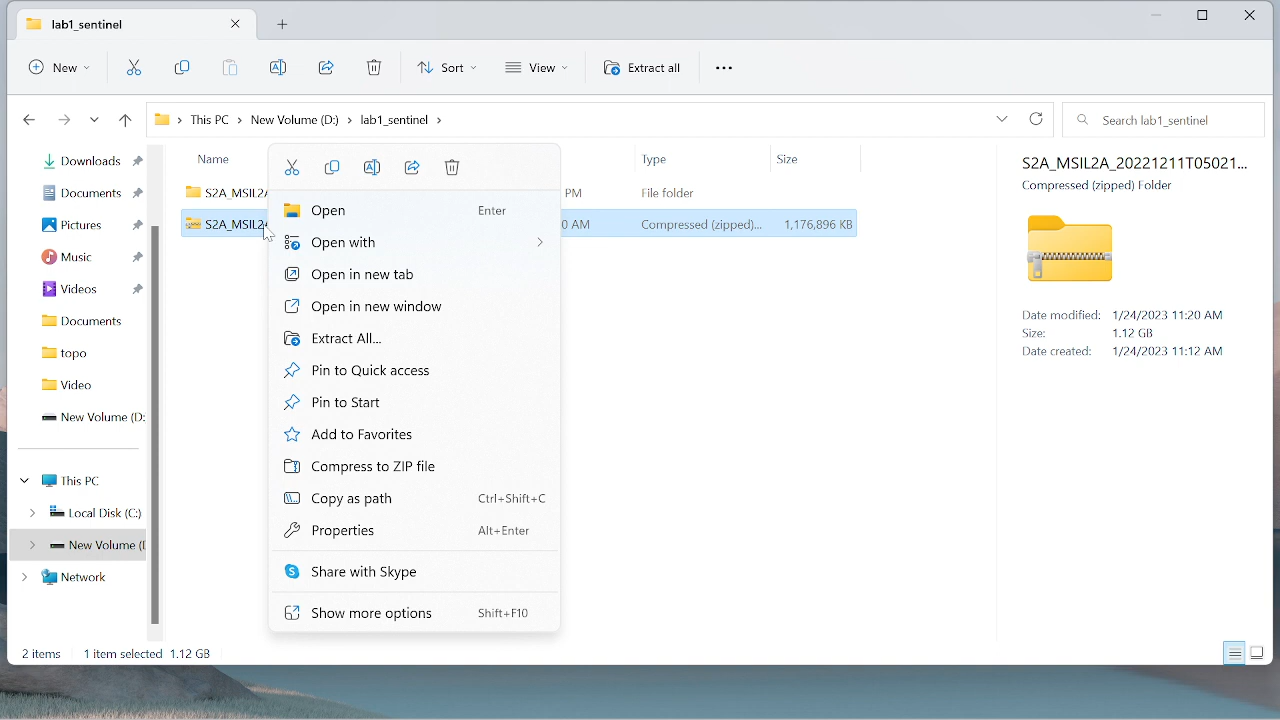 lab1_sentinel
New
Sort
View
Extract all
This PC
New Volume (D:)
lab1_sentinel
Search lab1_sentinel
Downloads
Documents
Pictures
Music
Videos
Documents
topo
Video
New Volume (D:
This PC
Local Disk (C:)
New Volume (
Network
Name
Type
Size
S2A_MSIL2A
PM
File folder
S2A_MSIL2
0 AM
Compressed (zipped)...
1,176,896 KB
Open Enter
Open with
Open in new tab
Open in new window
Extract All...
Pin to Quick access
Pin to Start
Add to Favorites
Compress to ZIP file
Copy as path Ctrl+Shift+C
Properties Alt+Enter
Share with Skype
Show more options Shift+F10
S2A_MSIL2A_20221211T05021...
Compressed (zipped) Folder
Date modified: 1/24/2023 11:20 AM
Size: 1.12 GB
Date created: 1/24/2023 11:12 AM
2 items
1 item selected 1.12 GB